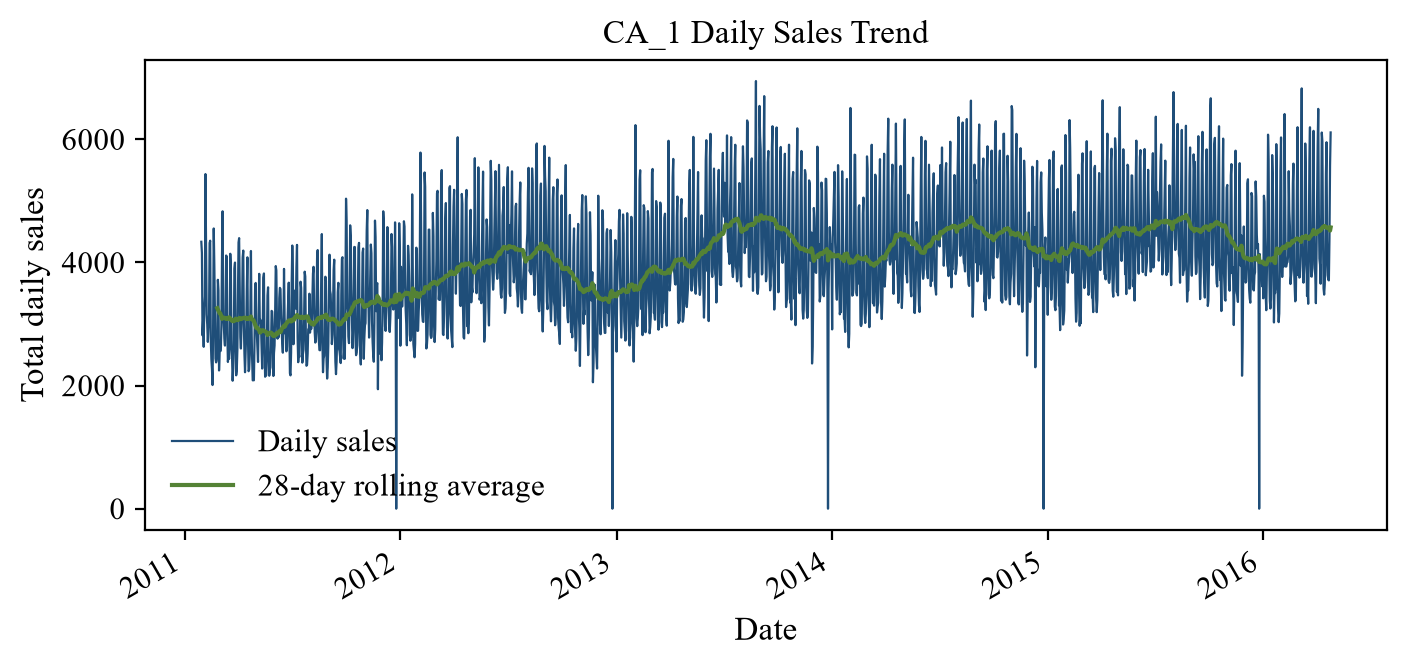 CA_1 Daily Sales Trend
Total daily sales
6000
4000
2000
0
Daily sales
28-day rolling average
2011
2012
2013
2014
2015
2016
Date